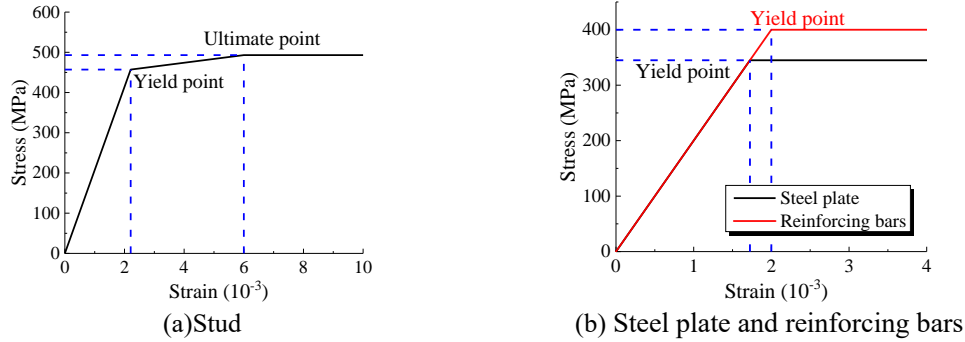 600
500
400
300
200
100
0
Stress (MPa)
Ultimate point
Yield point
0 2 4 6 8 10
Strain (10-3)
(a)Stud
400
300
200
100
0
Stress (MPa)
Yield point
Yield point
Steel plate
Reinforcing bars
0 1 2 3 4
Strain (10-3)
(b) Steel plate and reinforcing bars